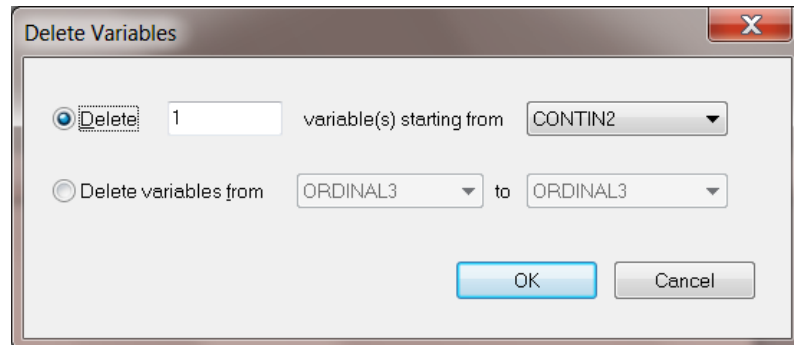 Delete Variables
X
Delete 1 variable(s) starting from CONTIN2
Delete variables from ORDINAL3 to ORDINAL3
OK Cancel